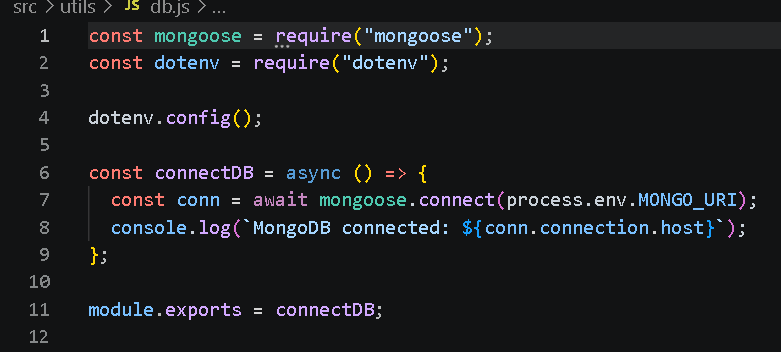 src > utils > JS db.js > ...
1 const mongoose = require("mongoose");
2 const dotenv = require("dotenv");
3
4 dotenv.config();
5
6 const connectDB = async () => {
7 const conn = await mongoose.connect(process.env.MONGO_URI);
8 console.log(`MongoDB connected: ${conn.connection.host}`);
9 };
10
11 module.exports = connectDB;
12